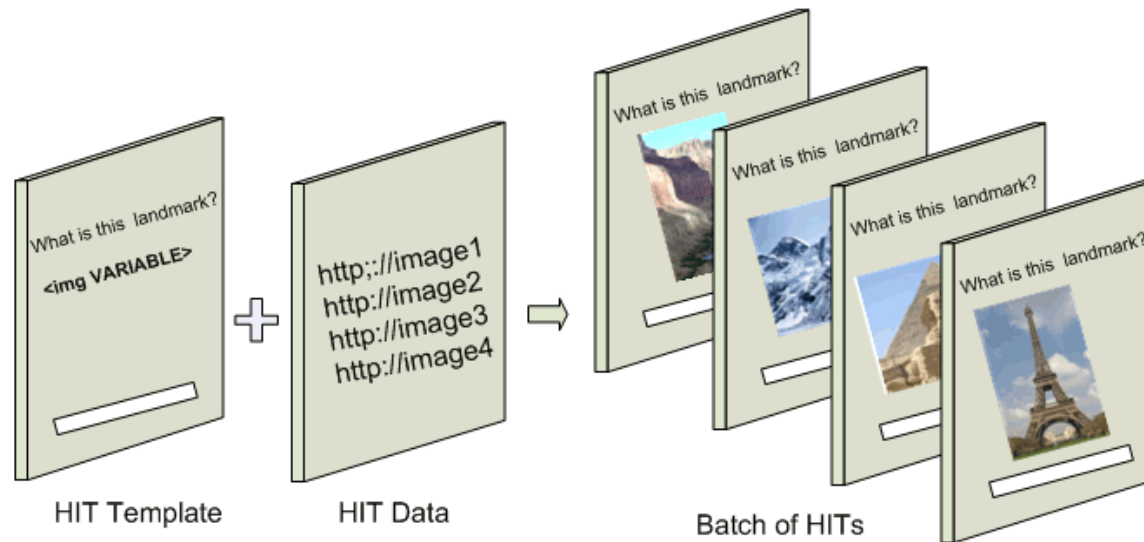 What is this landmark?
<img VARIABLE>
HIT Template
http;://image1
http://image2
http://image3
http://image4
HIT Data
What is this landmark?
What is this landmark?
What is this landmark?
What is this landmark?
Batch of HITs